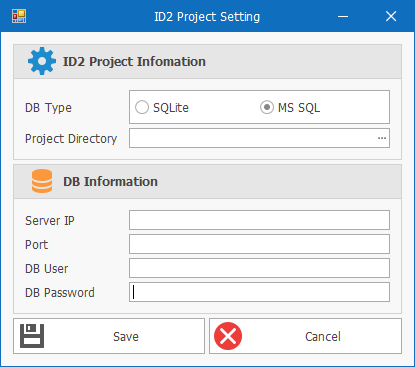 ID2 Project Setting
ID2 Project Infomation
DB Type SQLite MS SQL
Project Directory ...
DB Information
Server IP
Port
DB User
DB Password
Save Cancel